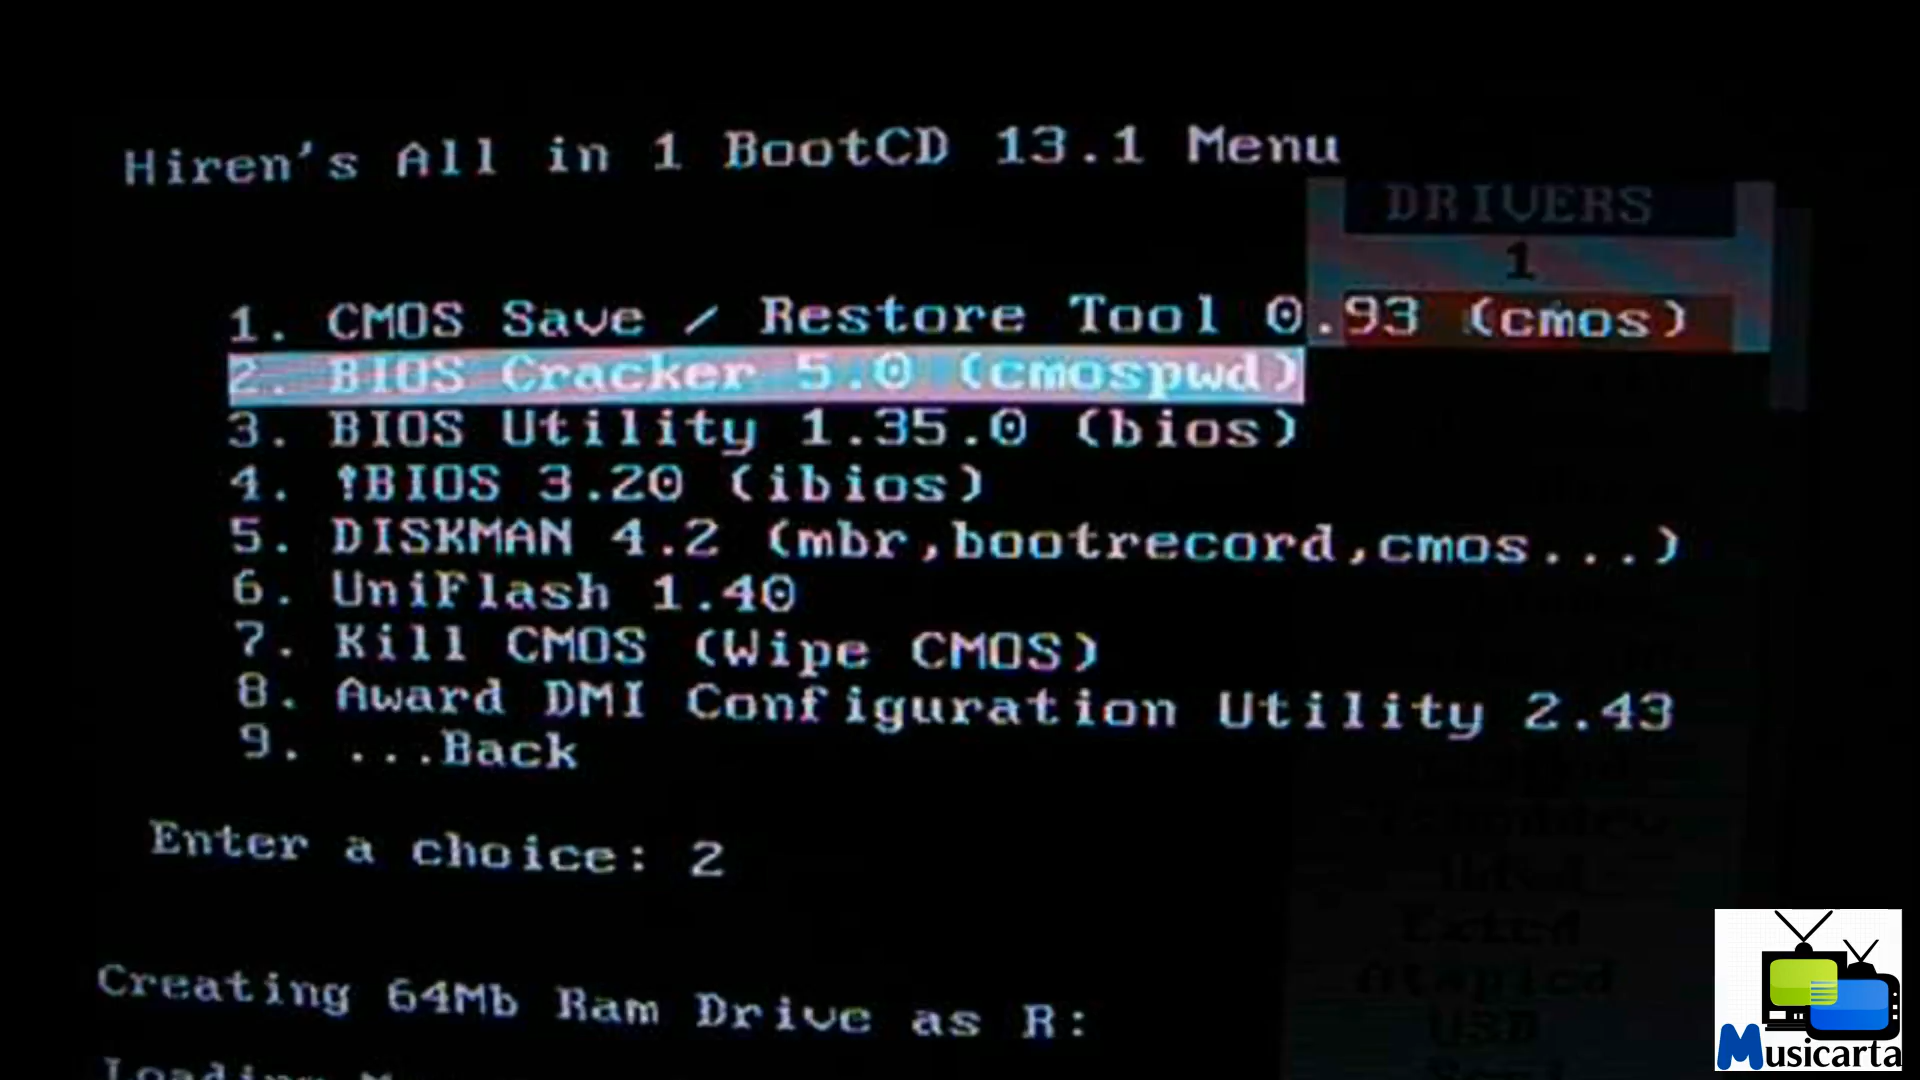 Hiren's All in 1 BootCD 13.1 Menu
DRIVERS
1
1. CMOS Save / Restore Tool 0.93 (cmos)
2. BIOS Cracker 5.0 (cmospwd)
3. BIOS Utility 1.35.0 (bios)
4. !BIOS 3.20 (ibios)
5. DISKMAN 4.2 (mbr,bootrecord,cmos...)
6. UniFlash 1.40
7. Kill CMOS (Wipe CMOS)
8. Award DMI Configuration Utility 2.43
9. ...Back
Enter a choice: 2
Creating 64Mb Ram Drive as R:
Loading
Atapicd
USB
Musicarta